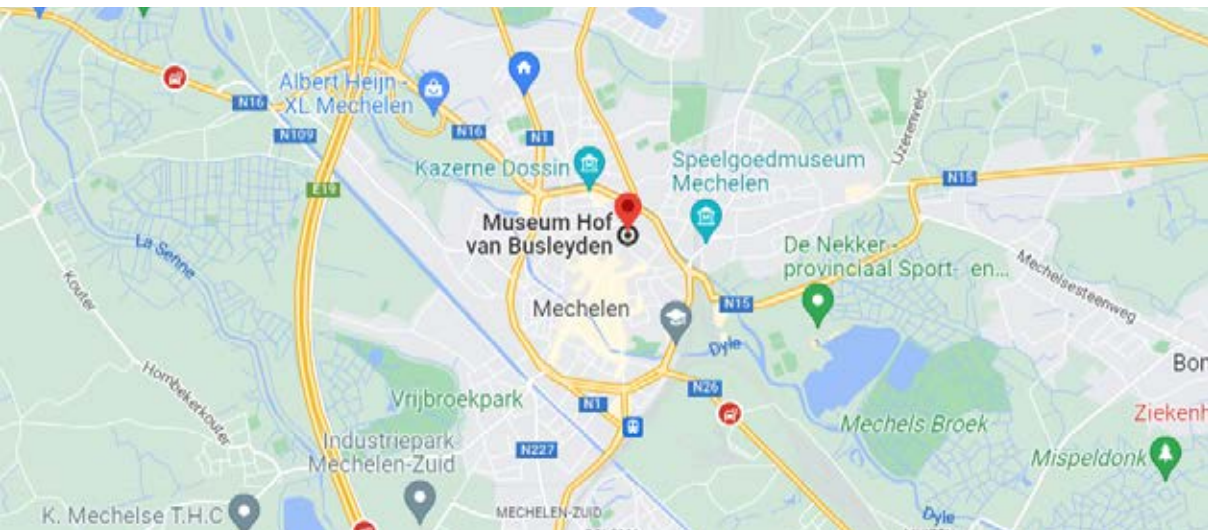 Albert Heijn -
XL Mechelen
N16
N16
N109
N1
E19
Kazerne Dossin
Speelgoedmuseum
Mechelen
IJzerenveld
N15
Museum Hof
van Busleyden
La Senne
De Nekker -
provinciaal Sport- en...
Kouter
Mechelsesteenweg
Mechelen
N15
Dyle
Hombekerkouter
Vrijbroekpark
N1
N26
Bon
Mechels Broek
Ziekenh
Industriepark
Mechelen-Zuid
N227
Mispeldonk
K. Mechelse T.H.C
MECHELEN-ZUID
Dyle